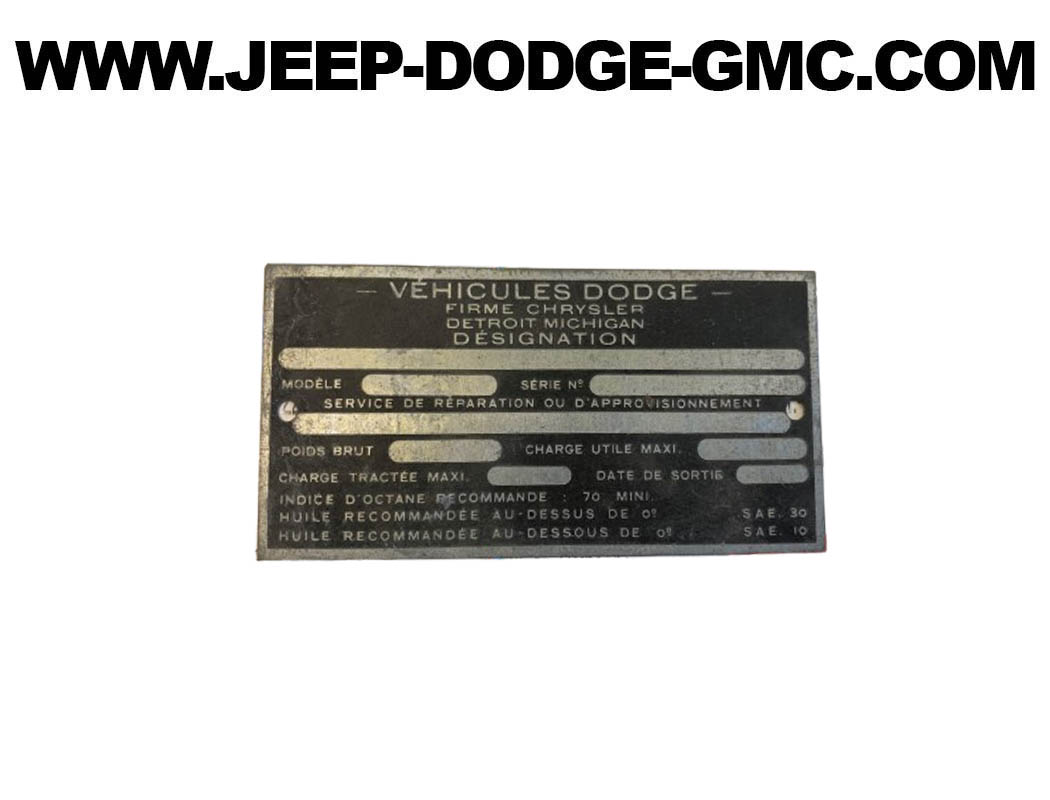 WWW.JEEP-DODGE-GMC.COM
— VÉHICULES DODGE —
FIRME CHRYSLER
DETROIT MICHIGAN
DÉSIGNATION
MODÈLE SÉRIE Nº
SERVICE DE RÉPARATION OU D'APPROVISIONNEMENT
POIDS BRUT CHARGE UTILE MAXI.
CHARGE TRACTÉE MAXI. DATE DE SORTIE
INDICE D'OCTANE RECOMMANDE : 70 MINI.
HUILE RECOMMANDÉE AU-DESSUS DE 0º SAE. 30
HUILE RECOMMANDÉE AU-DESSOUS DE 0º SAE. 10